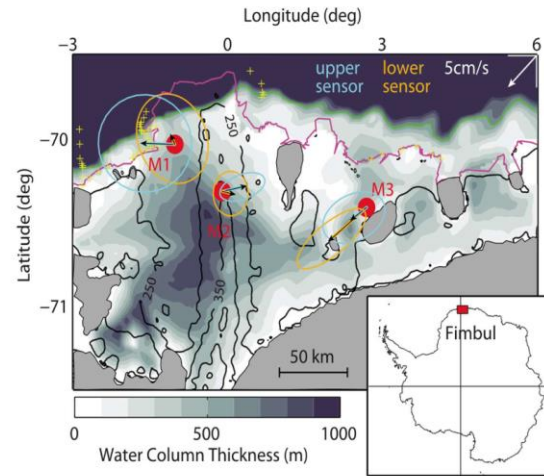 Longitude (deg)
-3 0 3 6
upper sensor
lower sensor
5cm/s
Latitude (deg)
-70
-71
250
M1
M2
M3
250
350
50 km
Fimbul
0 500 1000
Water Column Thickness (m)